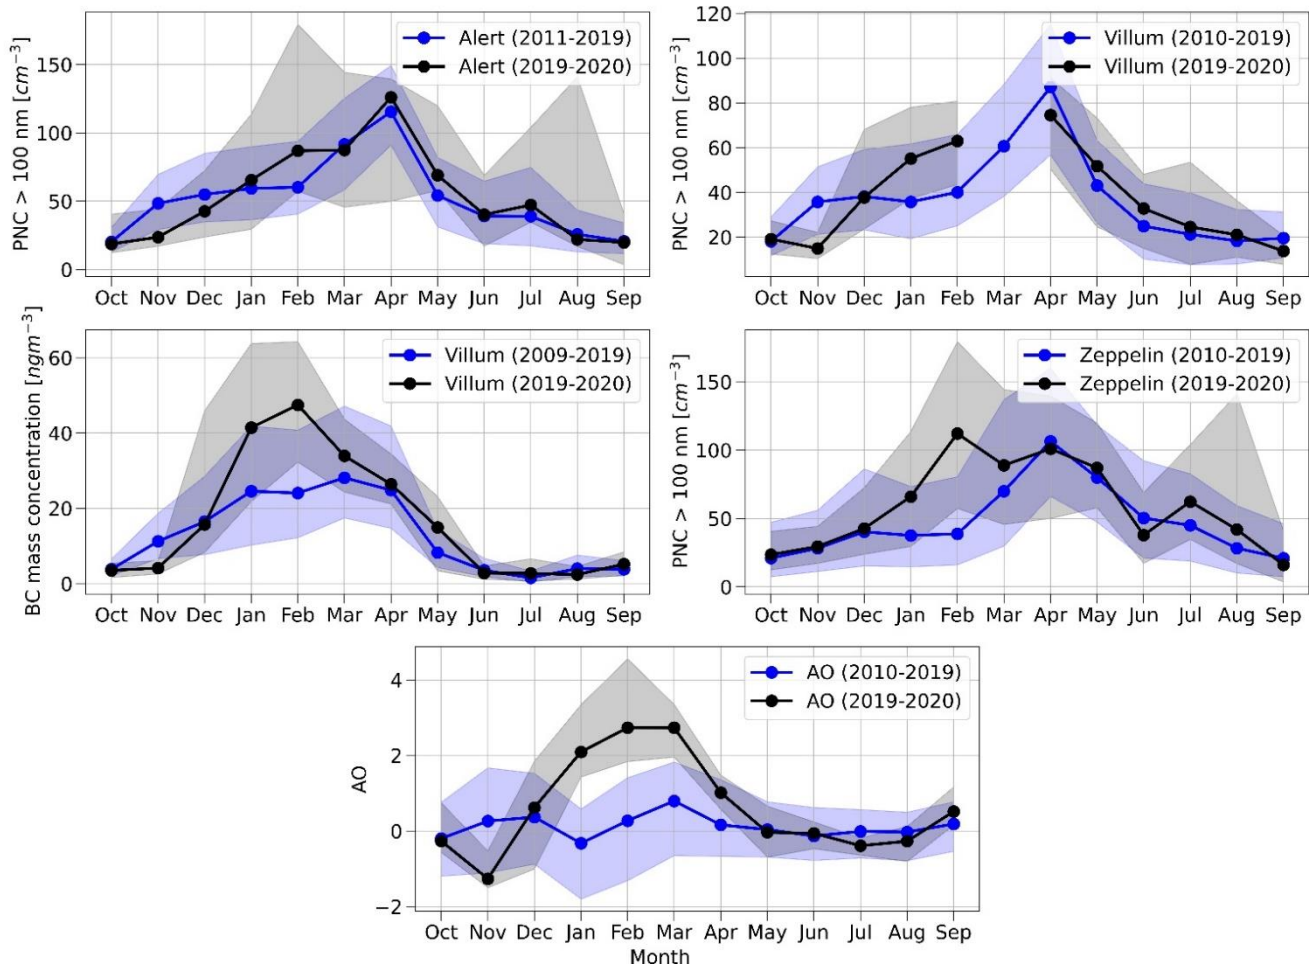 PNC > 100 nm [cm⁻³]
150
100
50
0
Alert (2011-2019)
Alert (2019-2020)
Oct Nov Dec Jan Feb Mar Apr May Jun Jul Aug Sep
PNC > 100 nm [cm⁻³]
120
100
80
60
40
20
Villum (2010-2019)
Villum (2019-2020)
Oct Nov Dec Jan Feb Mar Apr May Jun Jul Aug Sep
BC mass concentration [ngm⁻³]
60
40
20
0
Villum (2009-2019)
Villum (2019-2020)
Oct Nov Dec Jan Feb Mar Apr May Jun Jul Aug Sep
PNC > 100 nm [cm⁻³]
150
100
50
0
Zeppelin (2010-2019)
Zeppelin (2019-2020)
Oct Nov Dec Jan Feb Mar Apr May Jun Jul Aug Sep
AO
4
2
0
−2
AO (2010-2019)
AO (2019-2020)
Oct Nov Dec Jan Feb Mar Apr May Jun Jul Aug Sep
Month